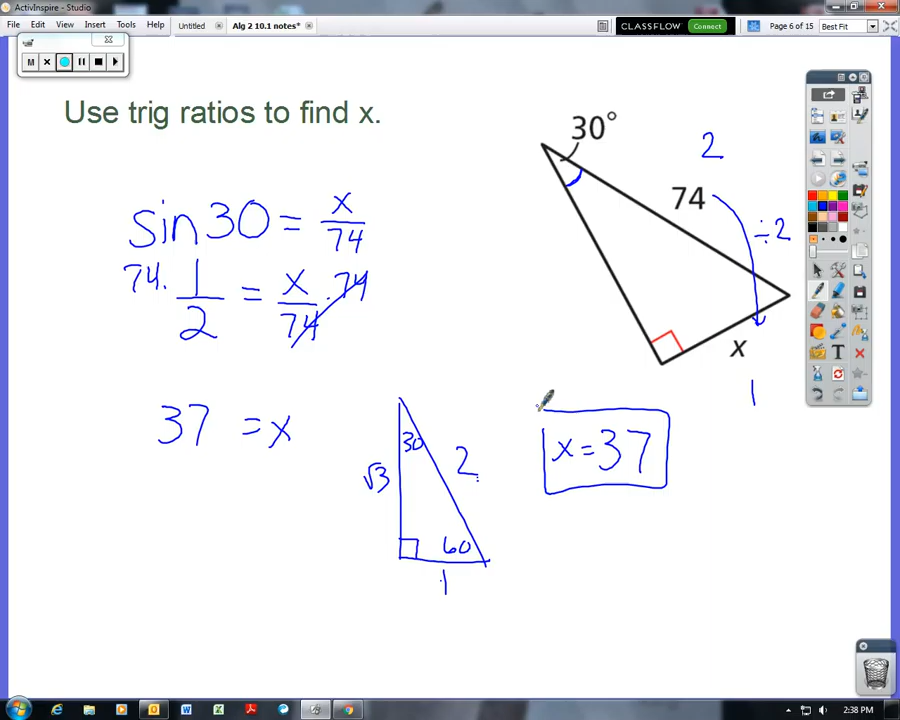 ActivInspire - Studio
File Edit View Insert Tools Help
Untitled
Alg 2 10.1 notes*
CLASSFLOW Connect
Page 6 of 15
Best Fit
M
Use trig ratios to find x.
30°
2
74
÷2
x
1
sin 30 = x/74
74 · 1/2 = x/74 · 74
37 = x
30
√3
2
60
1
x = 37
T
2:38 PM